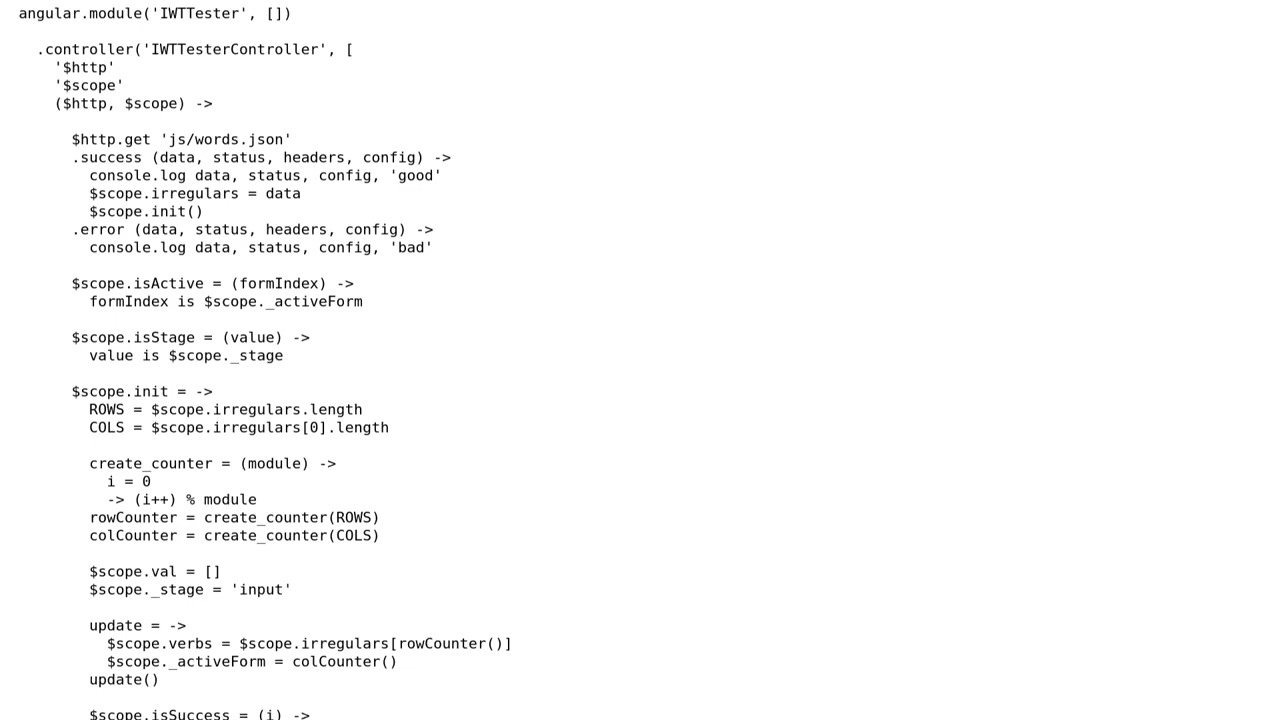 angular.module('IWTTester', [])

  .controller('IWTTesterController', [
    '$http'
    '$scope'
    ($http, $scope) ->

      $http.get 'js/words.json'
      .success (data, status, headers, config) ->
        console.log data, status, config, 'good'
        $scope.irregulars = data
        $scope.init()
      .error (data, status, headers, config) ->
        console.log data, status, config, 'bad'

      $scope.isActive = (formIndex) ->
        formIndex is $scope._activeForm

      $scope.isStage = (value) ->
        value is $scope._stage

      $scope.init = ->
        ROWS = $scope.irregulars.length
        COLS = $scope.irregulars[0].length

        create_counter = (module) ->
          i = 0
          -> (i++) % module
        rowCounter = create_counter(ROWS)
        colCounter = create_counter(COLS)

        $scope.val = []
        $scope._stage = 'input'

        update = ->
          $scope.verbs = $scope.irregulars[rowCounter()]
          $scope._activeForm = colCounter()
        update()

        $scope.isSuccess = (i) ->